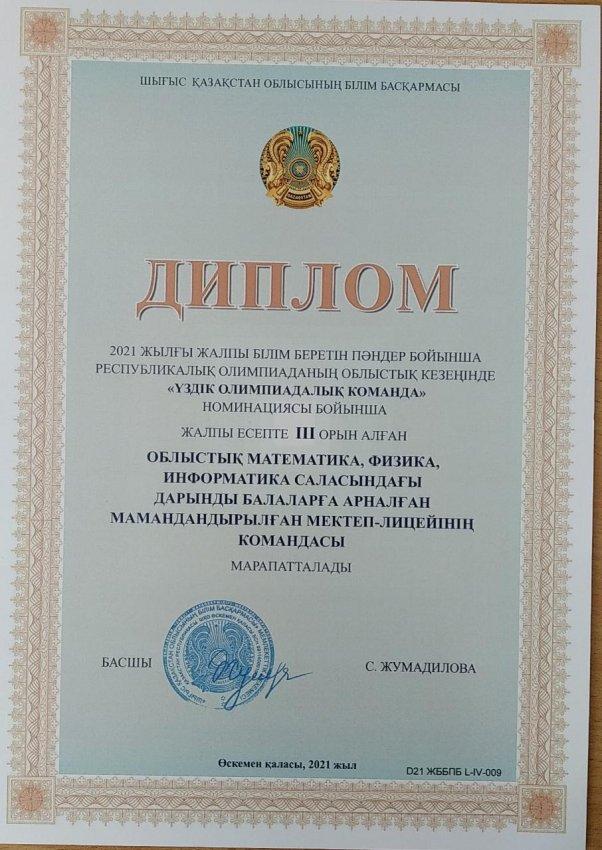 ШЫҒЫС ҚАЗАҚСТАН ОБЛЫСЫНЫҢ БІЛІМ БАСҚАРМАСЫ
ДИПЛОМ
2021 ЖЫЛҒЫ ЖАЛПЫ БІЛІМ БЕРЕТІН ПӘНДЕР БОЙЫНША
РЕСПУБЛИКАЛЫҚ ОЛИМПИАДАНЫҢ ОБЛЫСТЫҚ КЕЗЕҢІНДЕ
«ҮЗДІК ОЛИМПИАДАЛЫҚ КОМАНДА»
НОМИНАЦИЯСЫ БОЙЫНША
ЖАЛПЫ ЕСЕПТЕ III ОРЫН АЛҒАН
ОБЛЫСТЫҚ МАТЕМАТИКА, ФИЗИКА,
ИНФОРМАТИКА САЛАСЫНДАҒЫ
ДАРЫНДЫ БАЛАЛАРҒА АРНАЛҒАН
МАМАНДАНДЫРЫЛҒАН МЕКТЕП-ЛИЦЕЙІНІҢ
КОМАНДАСЫ
МАРАПАТТАЛАДЫ
БАСШЫ
С. ЖУМАДИЛОВА
Өскемен қаласы, 2021 жыл
D21 ЖББПБ L-IV-009